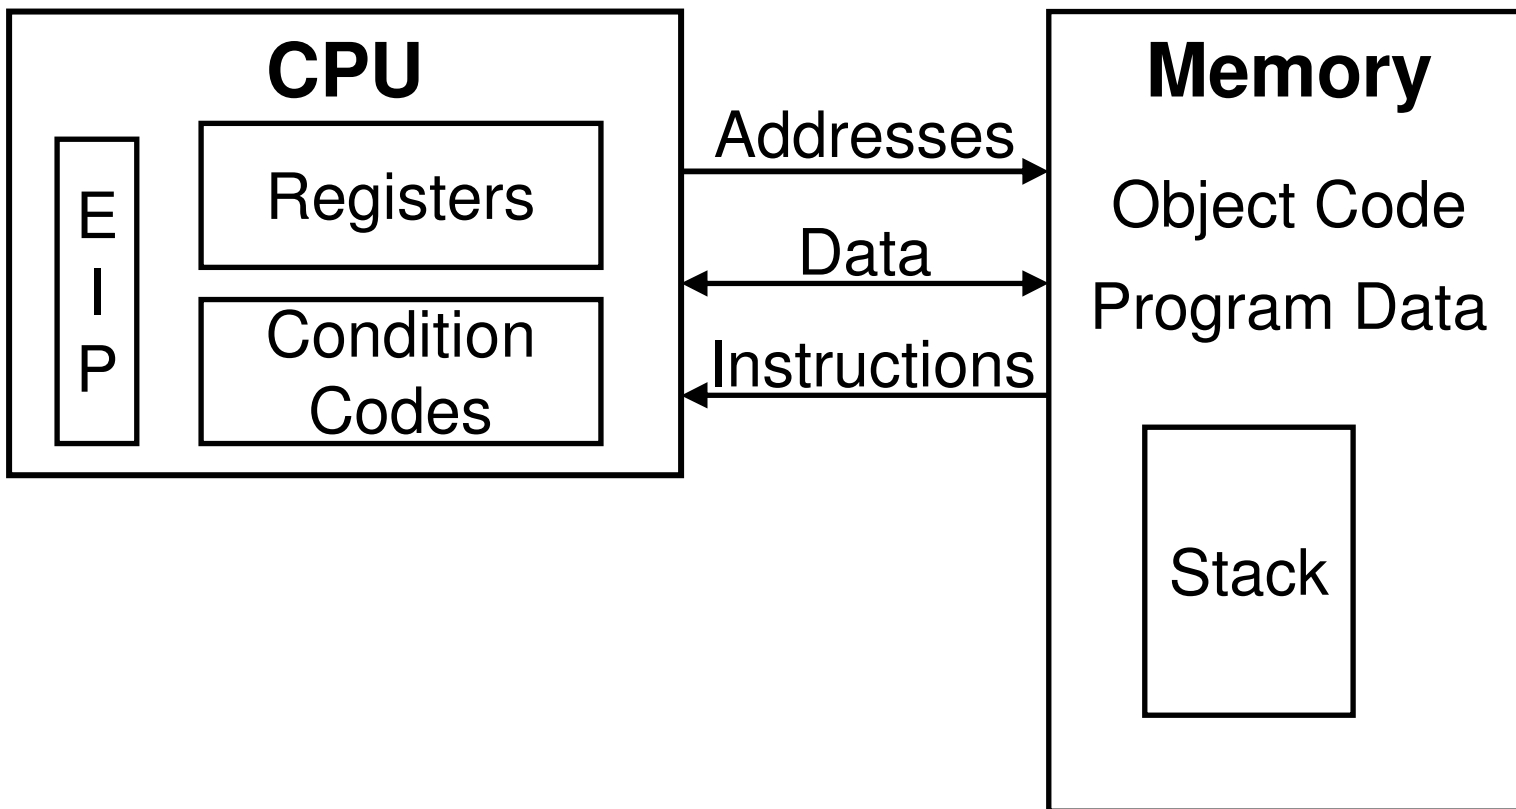 CPU
E
I
P
Registers
Condition
Codes
Addresses
Data
Instructions
Memory
Object Code
Program Data
Stack